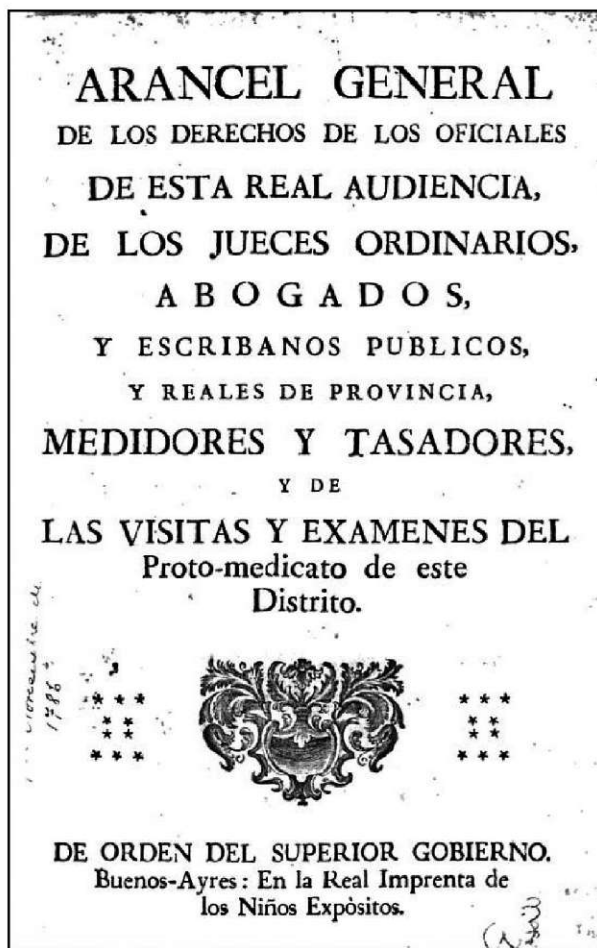 ARANCEL GENERAL
DE LOS DERECHOS DE LOS OFICIALES
DE ESTA REAL AUDIENCIA,
DE LOS JUECES ORDINARIOS,
ABOGADOS,
Y ESCRIBANOS PUBLICOS,
Y REALES DE PROVINCIA,
MEDIDORES Y TASADORES,
Y DE
LAS VISITAS Y EXAMENES DEL
Proto-medicato de este
Distrito.
1786
DE ORDEN DEL SUPERIOR GOBIERNO.
Buenos-Ayres: En la Real Imprenta de
los Niños Expòsitos.